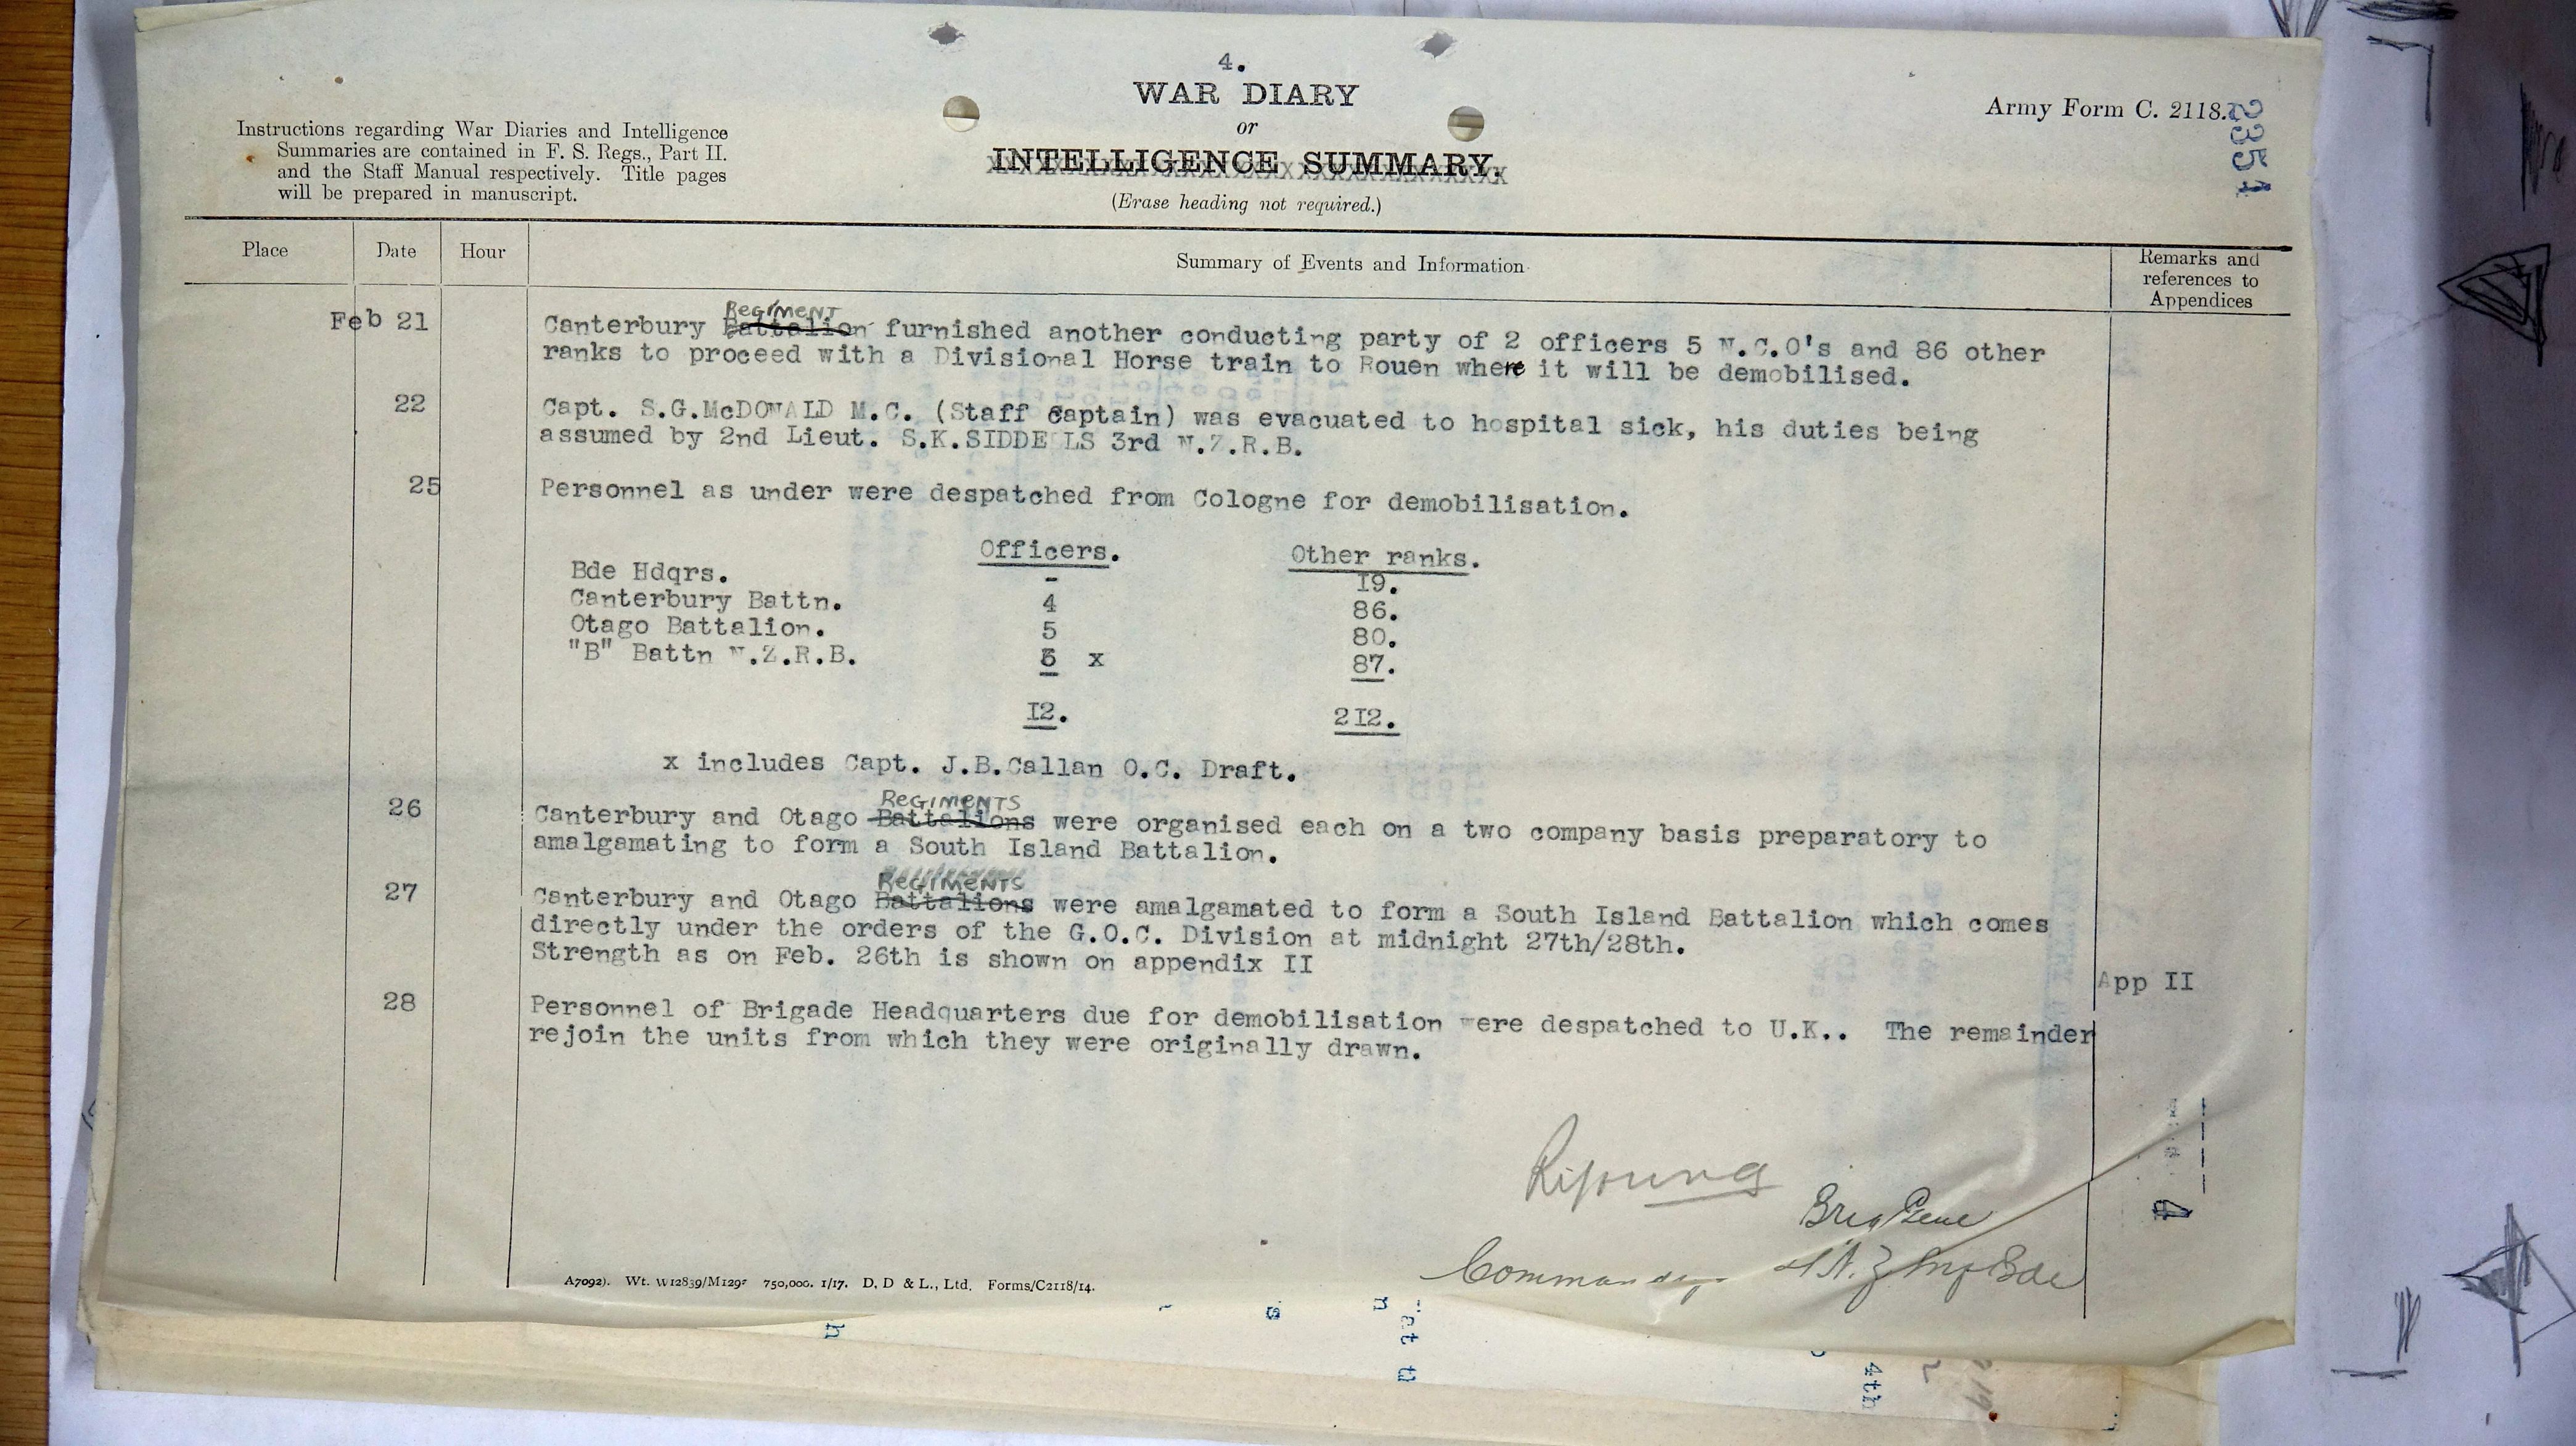 4.
WAR DIARY
or
INTELLIGENCE SUMMARY.
(Erase heading not required.)
Army Form C. 2118.
2351
Instructions regarding War Diaries and Intelligence
Summaries are contained in F. S. Regs., Part II.
and the Staff Manual respectively. Title pages
will be prepared in manuscript.
Place Date Hour Summary of Events and Information Remarks and
references to
Appendices
Regiment
Feb 21 Canterbury Battalion furnished another conducting party of 2 officers 5 N.C.O's and 86 other
ranks to proceed with a Divisional Horse train to Rouen where it will be demobilised.
22 Capt. S.G.McDONALD M.C. (Staff Captain) was evacuated to hospital sick, his duties being
assumed by 2nd Lieut. S.K.SIDDELLS 3rd N.Z.R.B.
25 Personnel as under were despatched from Cologne for demobilisation.
Officers. Other ranks.
Bde Hdqrs. - 19.
Canterbury Battn. 4 86.
Otago Battalion. 5 80.
"B" Battn N.Z.R.B. x 87.
12. 212.
x includes Capt. J.B.Callan O.C. Draft.
REGIMENTS
26 Canterbury and Otago Battalions were organised each on a two company basis preparatory to
amalgamating to form a South Island Battalion.
REGIMENTS
27 Canterbury and Otago Battalions were amalgamated to form a South Island Battalion which comes
directly under the orders of the G.O.C. Division at midnight 27th/28th.
Strength as on Feb. 26th is shown on appendix II
App II
28 Personnel of Brigade Headquarters due for demobilisation were despatched to U.K.. The remainder
rejoin the units from which they were originally drawn.
RYoung
Brig Genl
Commandg 4 N.Z Inf Bde
A7092). Wt. W12839/M129 750,000. 1/17. D. D & L., Ltd. Forms/C2118/14.
4th